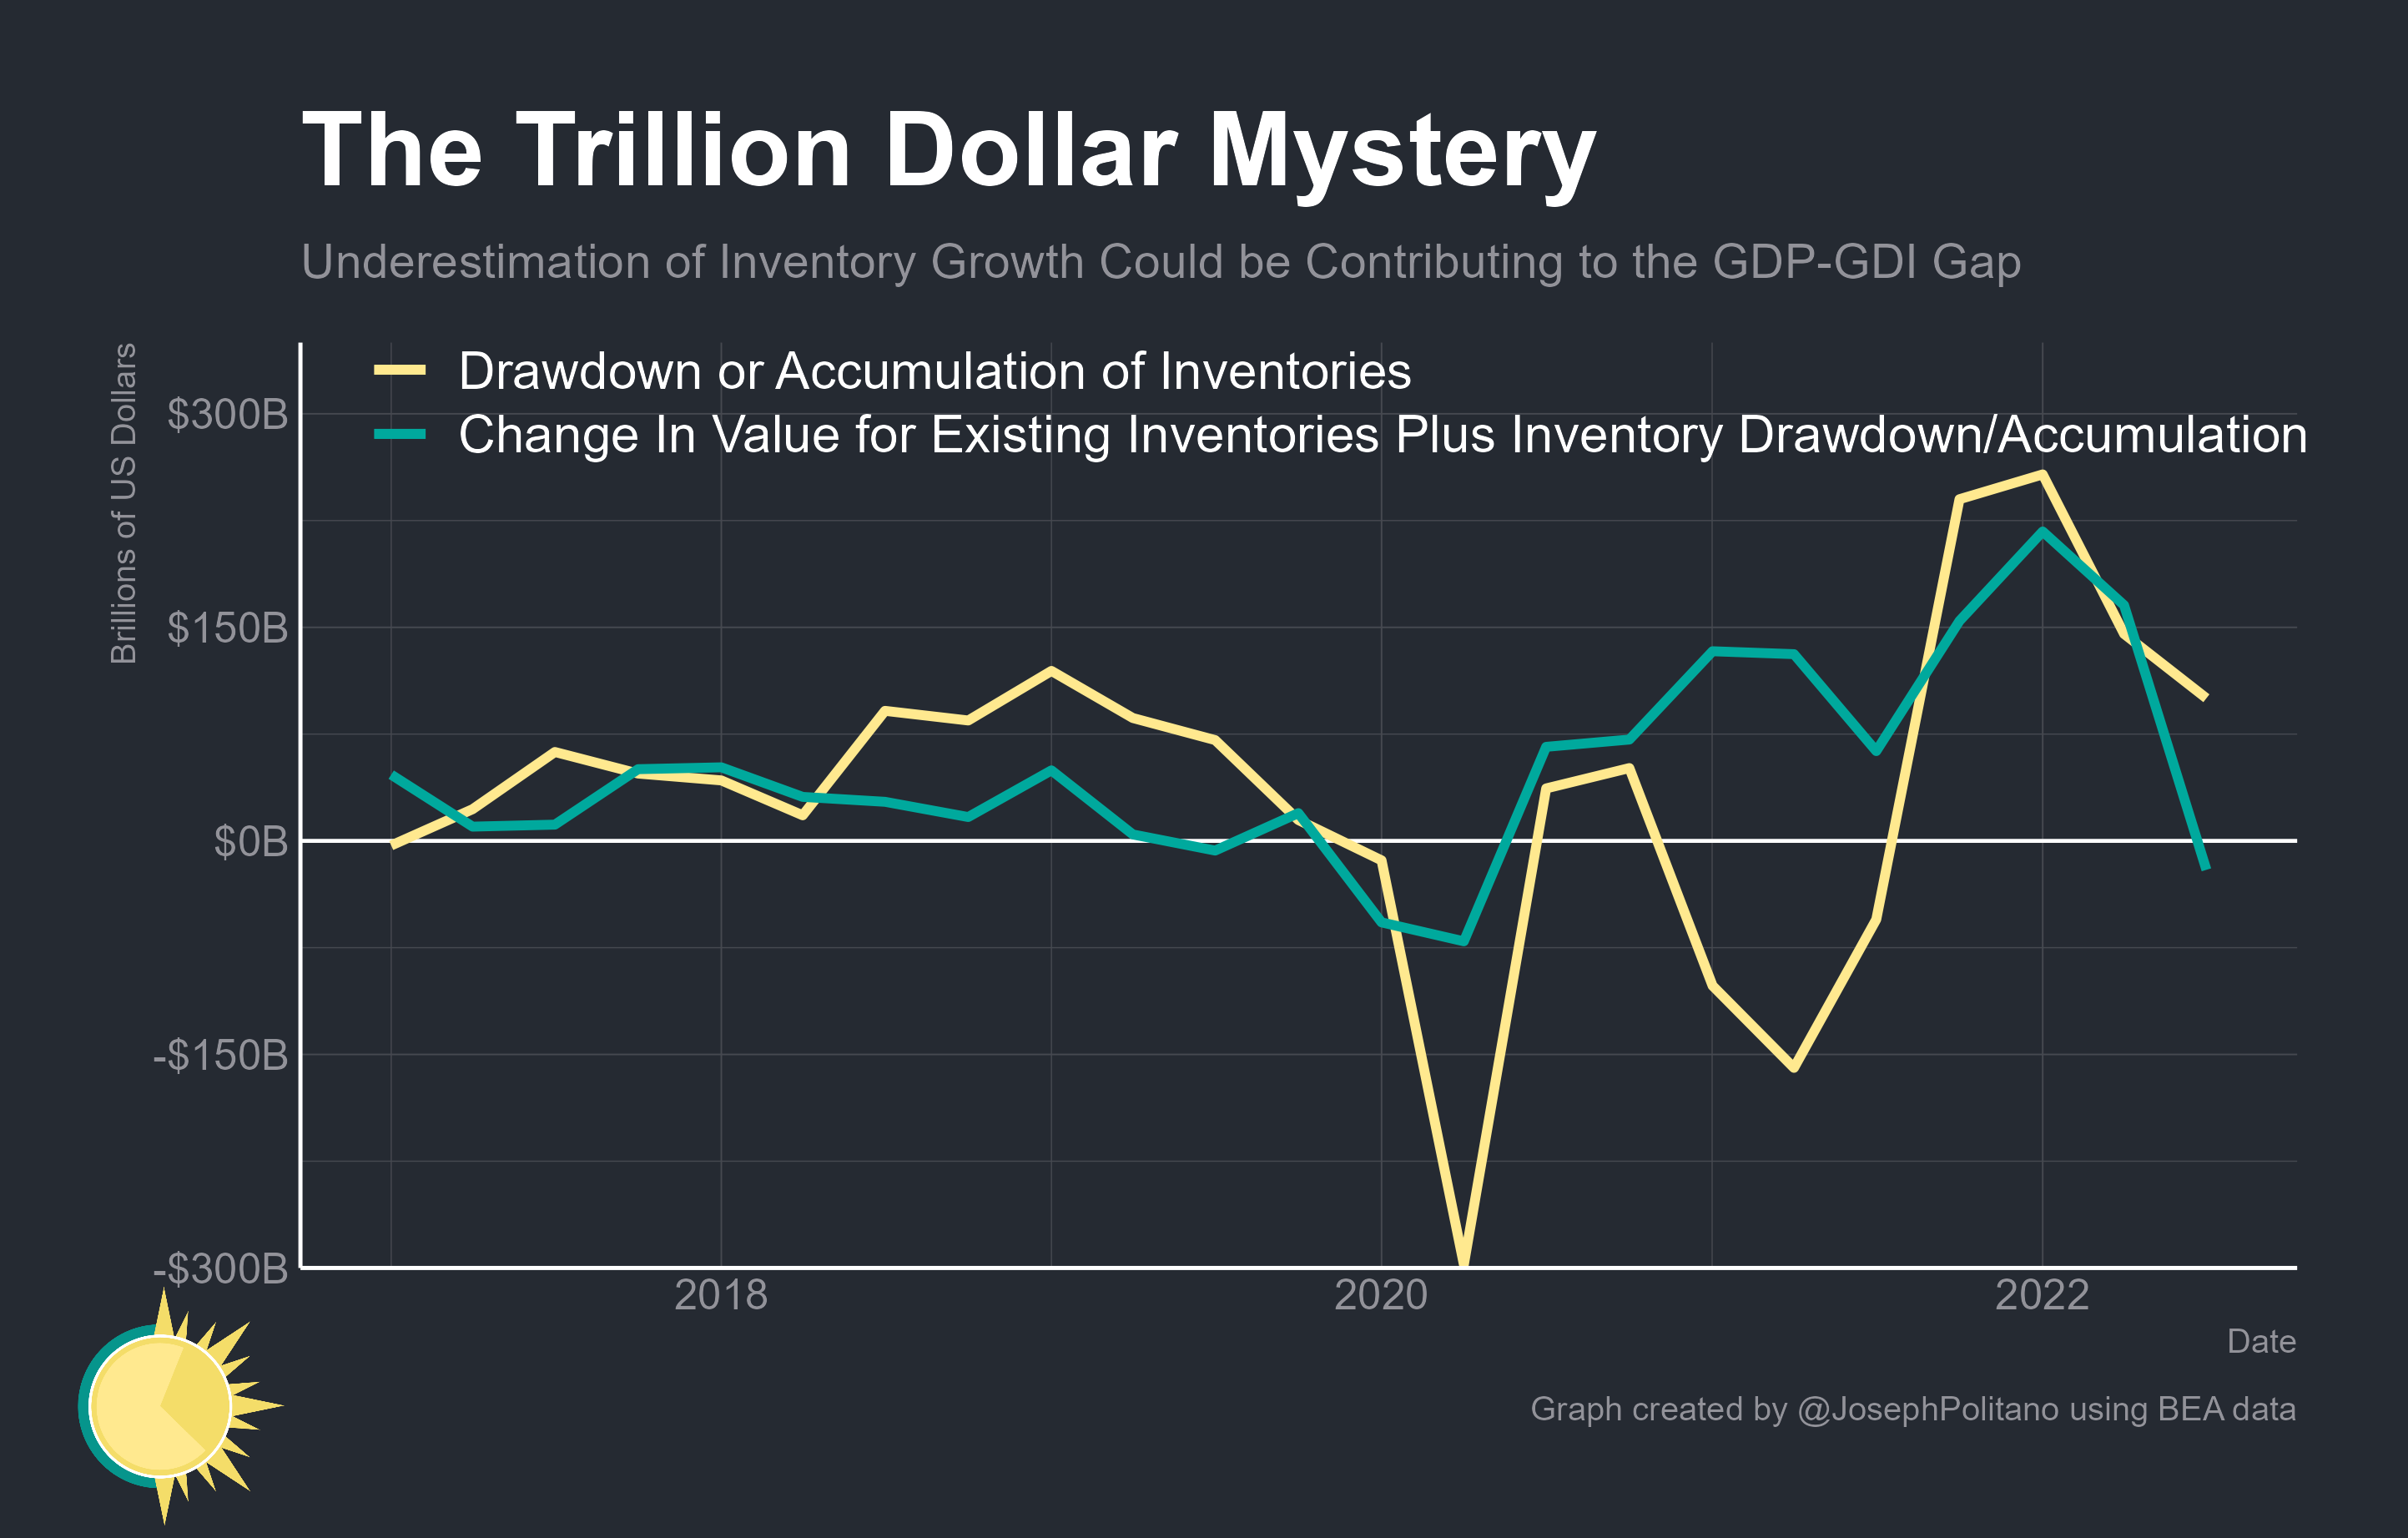 The Trillion Dollar Mystery
Underestimation of Inventory Growth Could be Contributing to the GDP-GDI Gap
Brillions of US Dollars
Drawdown or Accumulation of Inventories
Change In Value for Existing Inventories Plus Inventory Drawdown/Accumulation
$300B
$150B
$0B
-$150B
-$300B
2018 2020 2022
Date
Graph created by @JosephPolitano using BEA data